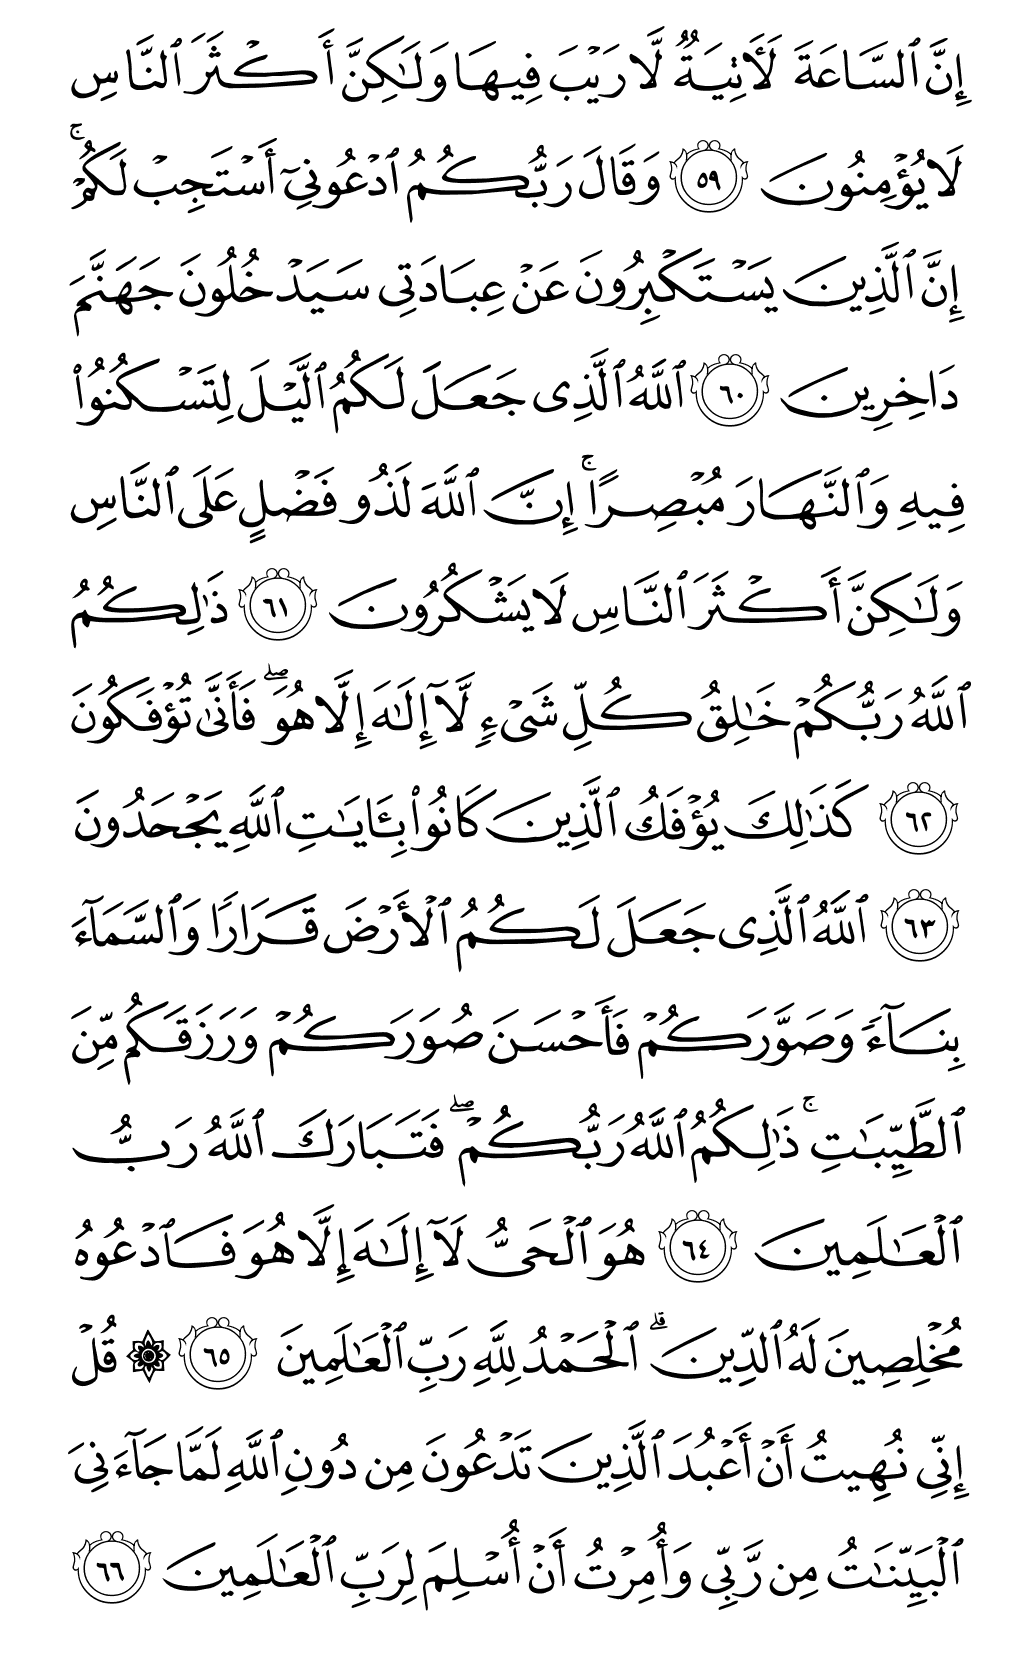 إِنَّ ٱلسَّاعَةَ لَـَٔاتِيَةٌ لَّا رَيْبَ فِيهَا وَلَٰكِنَّ أَكْثَرَ ٱلنَّاسِ
لَا يُؤْمِنُونَ ٥٩ وَقَالَ رَبُّكُمُ ٱدْعُونِىٓ أَسْتَجِبْ لَكُمْ ۚ
إِنَّ ٱلَّذِينَ يَسْتَكْبِرُونَ عَنْ عِبَادَتِى سَيَدْخُلُونَ جَهَنَّمَ
دَاخِرِينَ ٦٠ ٱللَّهُ ٱلَّذِى جَعَلَ لَكُمُ ٱلَّيْلَ لِتَسْكُنُوا۟
فِيهِ وَٱلنَّهَارَ مُبْصِرًا ۚ إِنَّ ٱللَّهَ لَذُو فَضْلٍ عَلَى ٱلنَّاسِ
وَلَٰكِنَّ أَكْثَرَ ٱلنَّاسِ لَا يَشْكُرُونَ ٦١ ذَٰلِكُمُ
ٱللَّهُ رَبُّكُمْ خَٰلِقُ كُلِّ شَىْءٍ لَّآ إِلَٰهَ إِلَّا هُوَ ۖ فَأَنَّىٰ تُؤْفَكُونَ
٦٢ كَذَٰلِكَ يُؤْفَكُ ٱلَّذِينَ كَانُوا۟ بِـَٔايَٰتِ ٱللَّهِ يَجْحَدُونَ
٦٣ ٱللَّهُ ٱلَّذِى جَعَلَ لَكُمُ ٱلْأَرْضَ قَرَارًا وَٱلسَّمَآءَ
بِنَآءً وَصَوَّرَكُمْ فَأَحْسَنَ صُوَرَكُمْ وَرَزَقَكُم مِّنَ
ٱلطَّيِّبَٰتِ ۚ ذَٰلِكُمُ ٱللَّهُ رَبُّكُمْ ۖ فَتَبَارَكَ ٱللَّهُ رَبُّ
ٱلْعَٰلَمِينَ ٦٤ هُوَ ٱلْحَىُّ لَآ إِلَٰهَ إِلَّا هُوَ فَٱدْعُوهُ
مُخْلِصِينَ لَهُ ٱلدِّينَ ۗ ٱلْحَمْدُ لِلَّهِ رَبِّ ٱلْعَٰلَمِينَ ٦٥ ۞ قُلْ
إِنِّى نُهِيتُ أَنْ أَعْبُدَ ٱلَّذِينَ تَدْعُونَ مِن دُونِ ٱللَّهِ لَمَّا جَآءَنِىَ
ٱلْبَيِّنَٰتُ مِن رَّبِّى وَأُمِرْتُ أَنْ أُسْلِمَ لِرَبِّ ٱلْعَٰلَمِينَ ٦٦